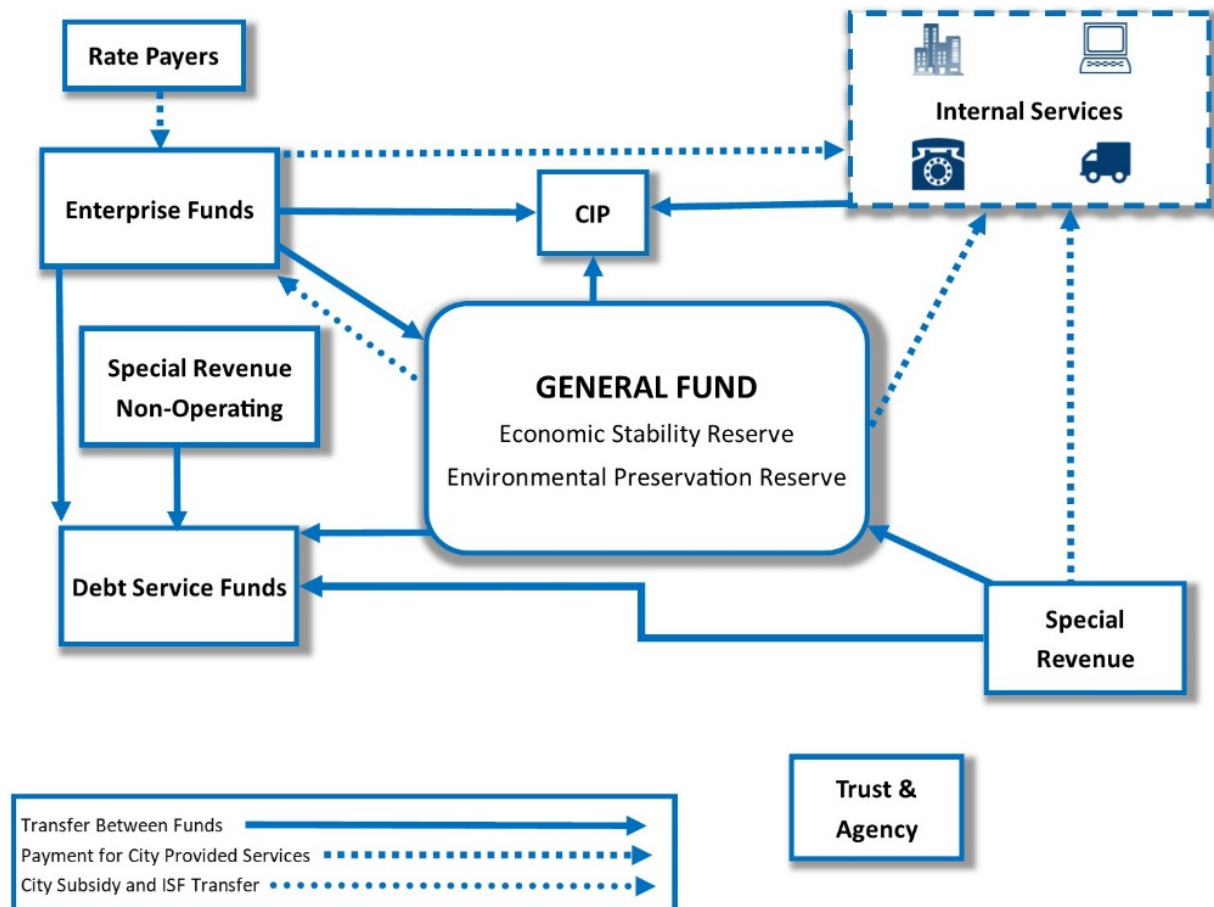 Rate Payers
Internal Services
Enterprise Funds
CIP
Special Revenue
Non-Operating
GENERAL FUND
Economic Stability Reserve
Environmental Preservation Reserve
Debt Service Funds
Special
Revenue
Trust &
Agency
Transfer Between Funds
Payment for City Provided Services
City Subsidy and ISF Transfer